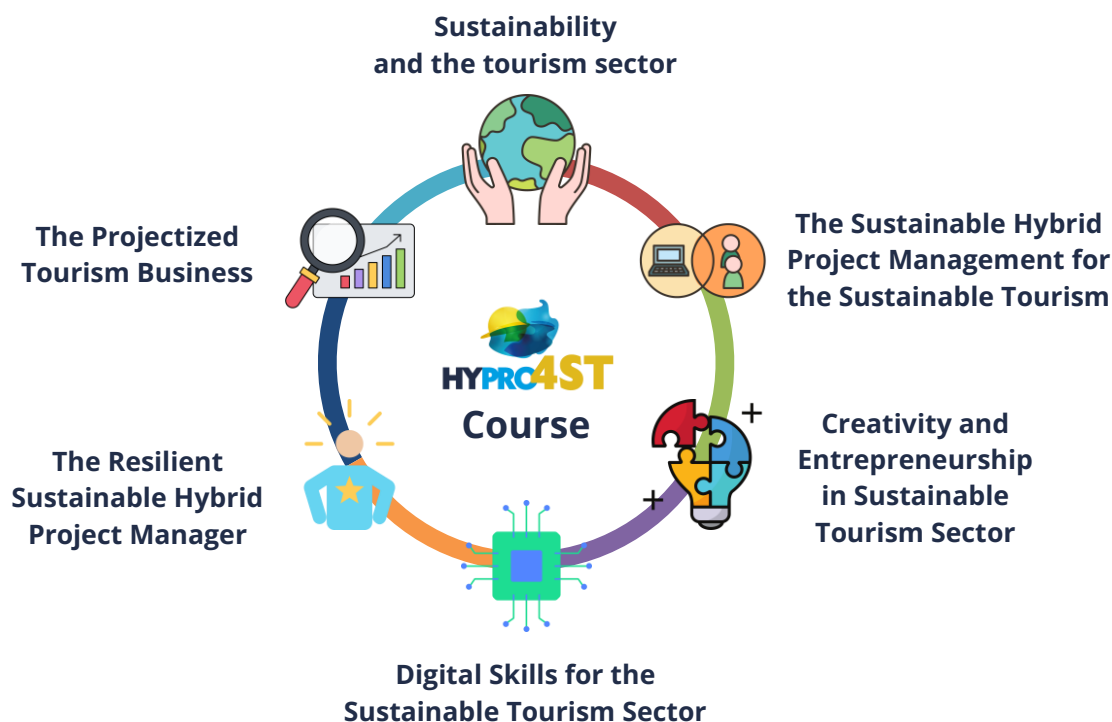 Sustainability
and the tourism sector
The Sustainable Hybrid
Project Management for
the Sustainable Tourism
Creativity and
Entrepreneurship
in Sustainable
Tourism Sector
Digital Skills for the
Sustainable Tourism Sector
The Resilient
Sustainable Hybrid
Project Manager
The Projectized
Tourism Business
HYPRO4ST
Course